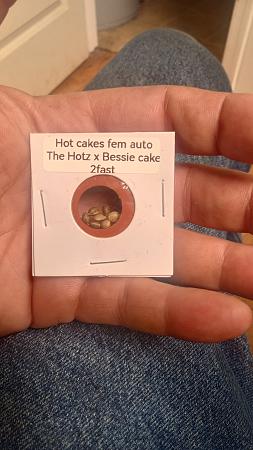 Hot cakes fem auto
The Hotz x Bessie cake
2fast